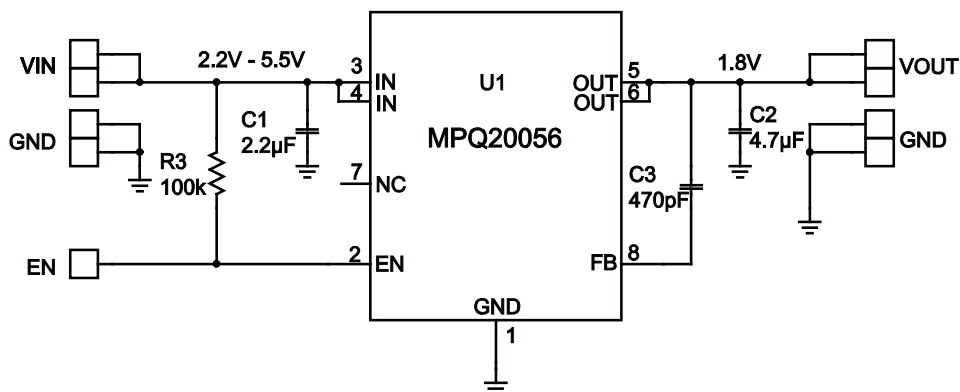 VIN
2.2V - 5.5V
3
IN
4
IN
U1
MPQ20056
5
OUT
6
OUT
1.8V
VOUT
GND
C1
2.2μF
R3
100k
7
NC
C2
4.7μF
GND
C3
470pF
EN
2
EN
FB
8
GND
1